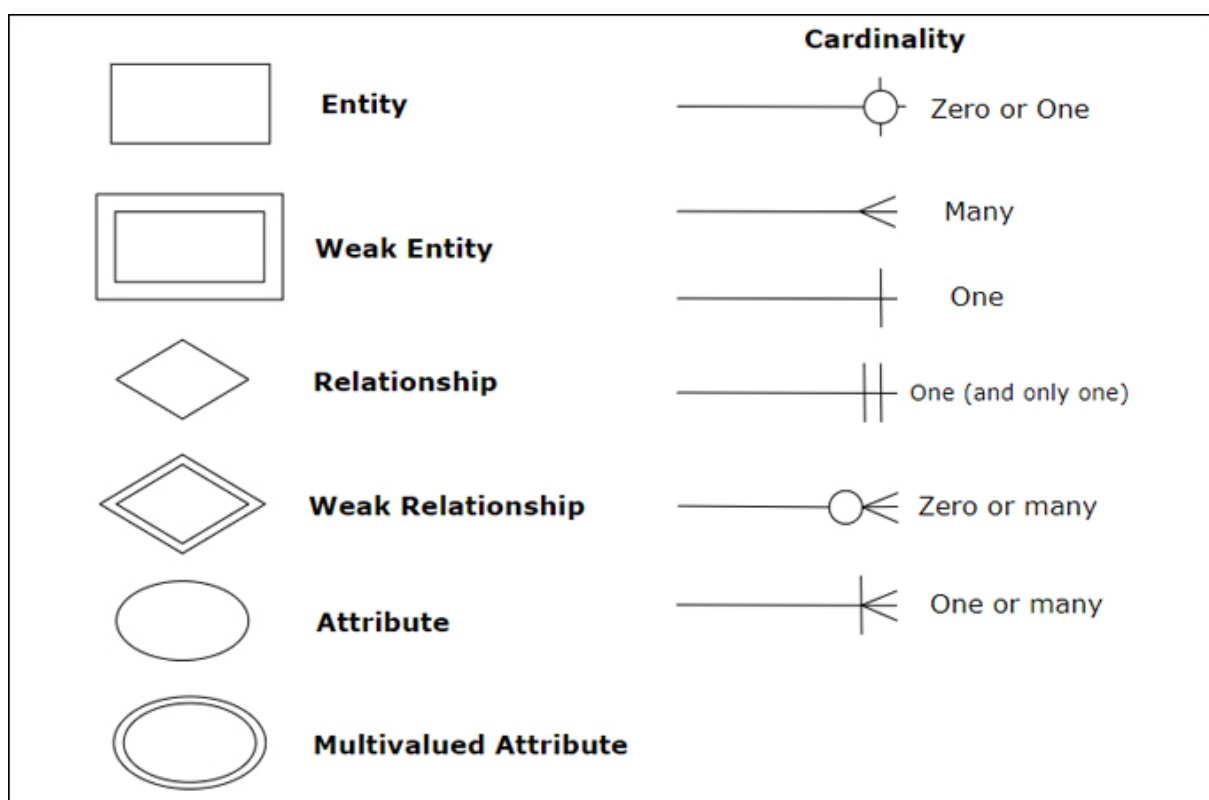 Entity
Weak Entity
Relationship
Weak Relationship
Attribute
Multivalued Attribute
Cardinality
Zero or One
Many
One
One (and only one)
Zero or many
One or many